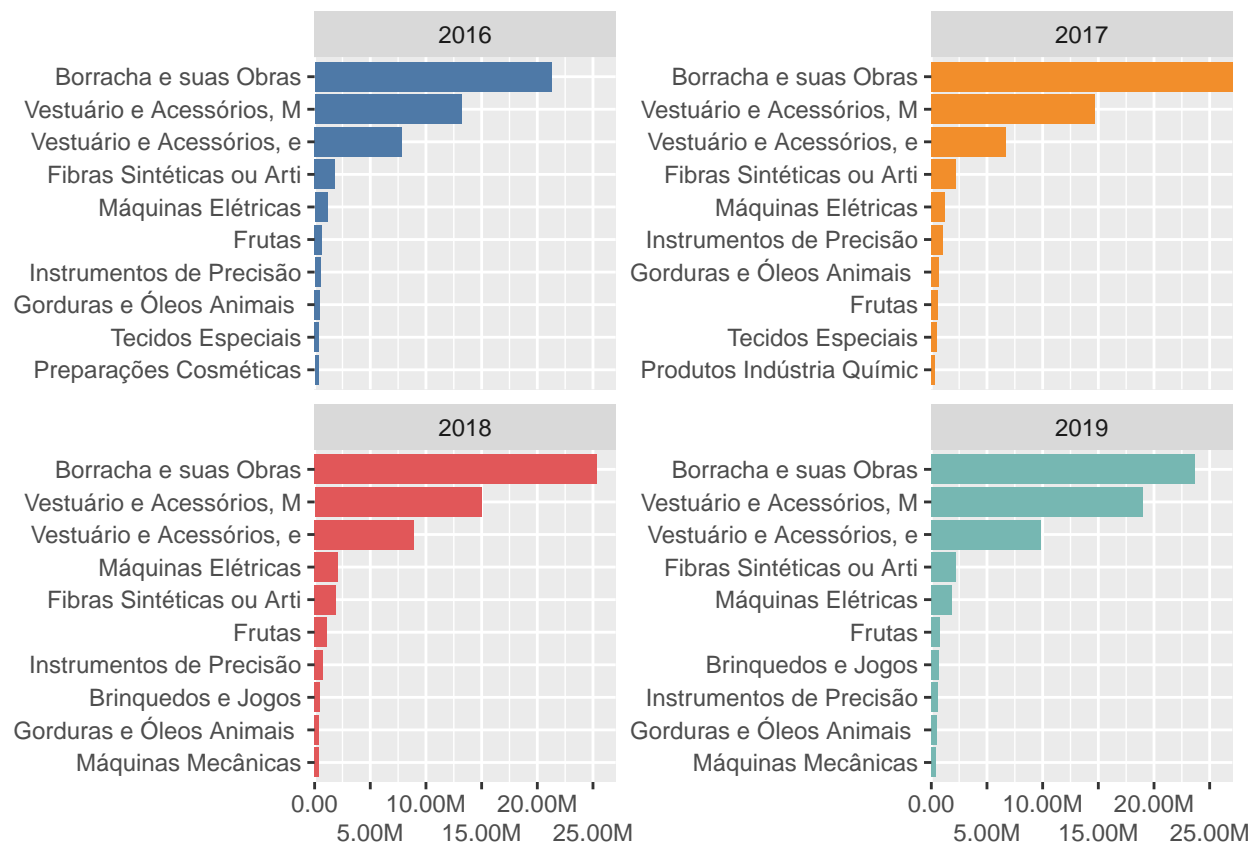 2016
Borracha e suas Obras
Vestuário e Acessórios, M
Vestuário e Acessórios, e
Fibras Sintéticas ou Arti
Máquinas Elétricas
Frutas
Instrumentos de Precisão
Gorduras e Óleos Animais
Tecidos Especiais
Preparações Cosméticas
2017
Borracha e suas Obras
Vestuário e Acessórios, M
Vestuário e Acessórios, e
Fibras Sintéticas ou Arti
Máquinas Elétricas
Instrumentos de Precisão
Gorduras e Óleos Animais
Frutas
Tecidos Especiais
Produtos Indústria Químic
2018
Borracha e suas Obras
Vestuário e Acessórios, M
Vestuário e Acessórios, e
Máquinas Elétricas
Fibras Sintéticas ou Arti
Frutas
Instrumentos de Precisão
Brinquedos e Jogos
Gorduras e Óleos Animais
Máquinas Mecânicas
0.00 10.00M 20.00M
5.00M 15.00M 25.00M
2019
Borracha e suas Obras
Vestuário e Acessórios, M
Vestuário e Acessórios, e
Fibras Sintéticas ou Arti
Máquinas Elétricas
Frutas
Brinquedos e Jogos
Instrumentos de Precisão
Gorduras e Óleos Animais
Máquinas Mecânicas
0.00 10.00M 20.00M
5.00M 15.00M 25.00M